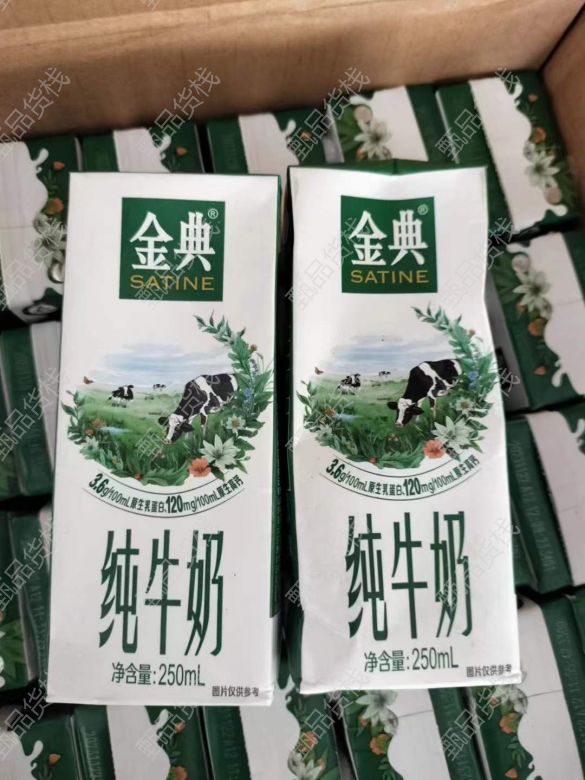 金典®
SATINE
3.6g/100mL原生乳蛋白、120mg/100mL原生高钙
纯牛奶
净含量:250mL
图片仅供参考
金典®
SATINE
3.6g/100mL原生乳蛋白、120mg/100mL原生高钙
纯牛奶
净含量:250mL
图片仅供参考
甄品货栈